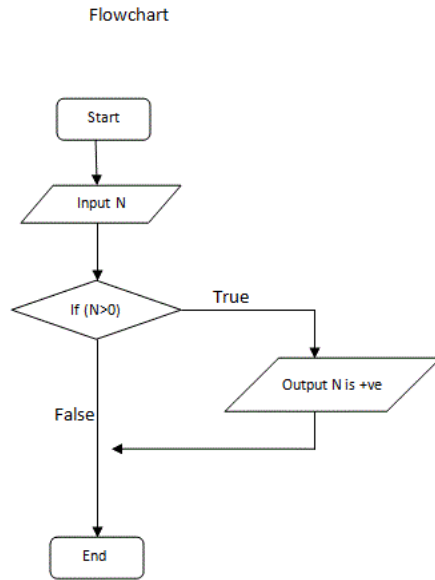 Flowchart
Start
Input N
If (N>0)
True
Output N is +ve
False
End